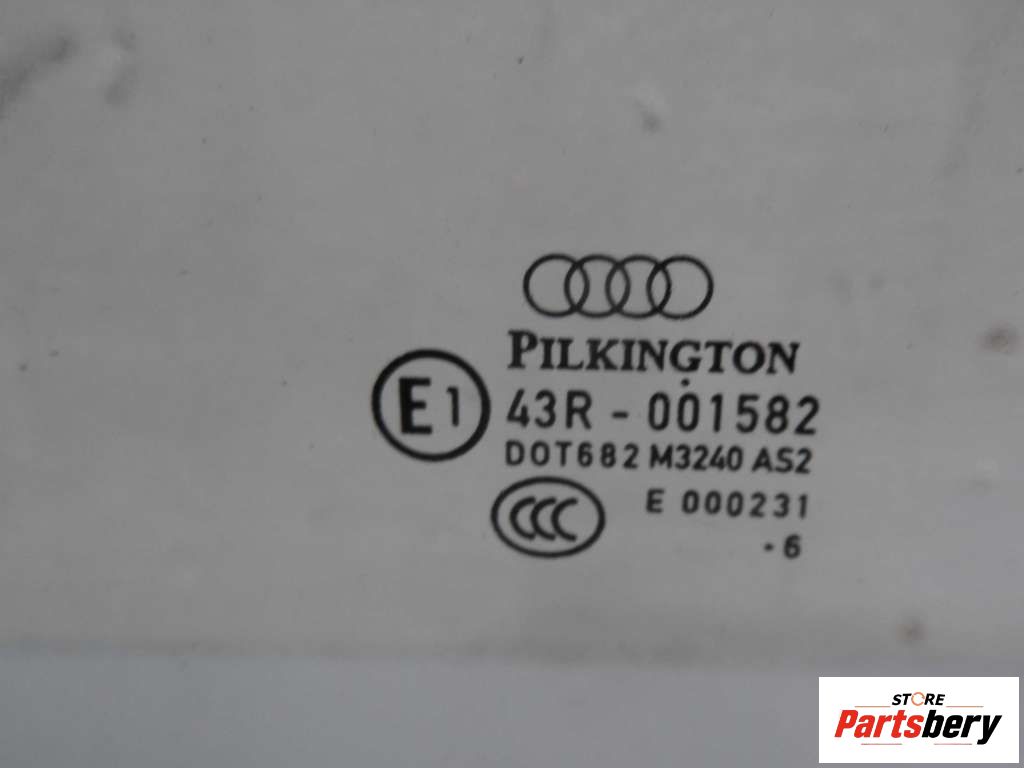 PILKINGTON
E1 43R - 001582
DOT682 M3240 AS2
CCC E 000231
· 6
STORE
Partsbery